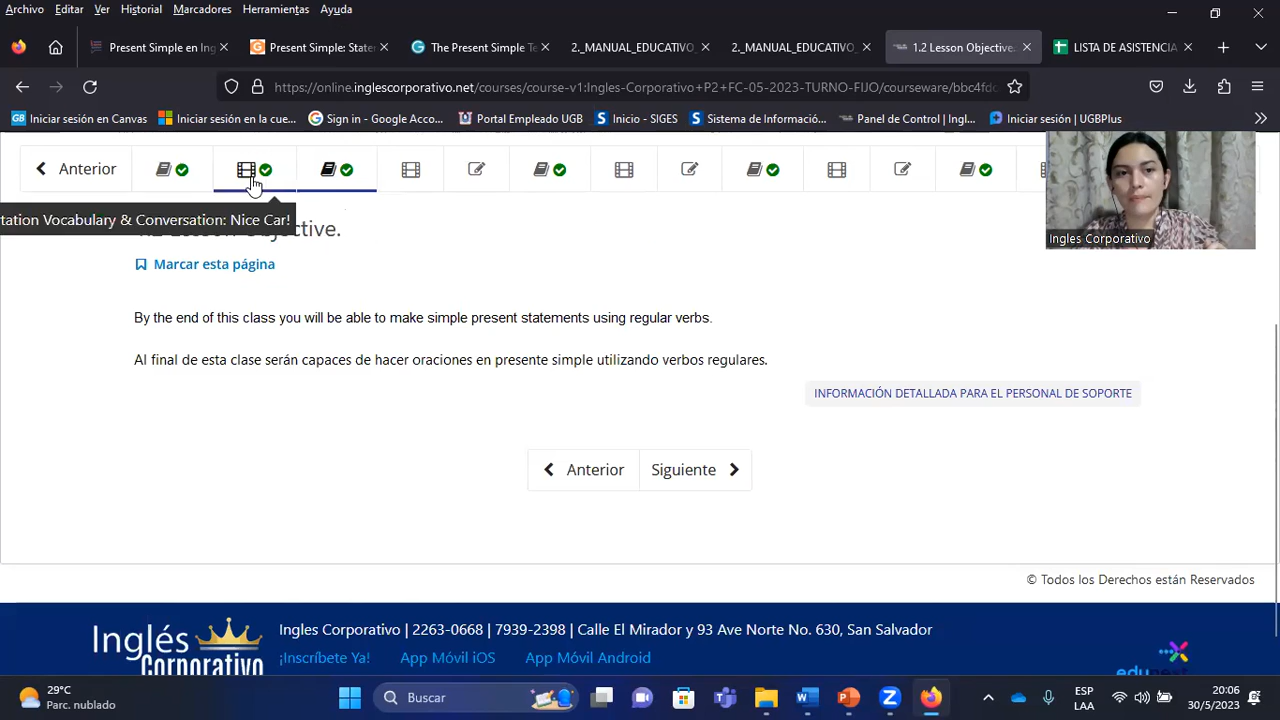 Archivo Editar Ver Historial Marcadores Herramientas Ayuda
Present Simple en Ing
Present Simple: Stater
The Present Simple Te
2._MANUAL_EDUCATIVO_
2._MANUAL_EDUCATIVO_
1.2 Lesson Objective.
LISTA DE ASISTENCIA
https://online.inglescorporativo.net/courses/course-v1:Ingles-Corporativo+P2+FC-05-2023-TURNO-FIJO/courseware/bbc4fdc
Iniciar sesión en Canvas
Iniciar sesión en la cue...
Sign in - Google Acco...
Portal Empleado UGB
Inicio - SIGES
Sistema de Informació...
Panel de Control | Ingl...
Iniciar sesión | UGBPlus
Anterior
tation Vocabulary & Conversation: Nice Car!
1.2 Lesson Objective.
Ingles Corporativo
Marcar esta página
By the end of this class you will be able to make simple present statements using regular verbs.
Al final de esta clase serán capaces de hacer oraciones en presente simple utilizando verbos regulares.
INFORMACIÓN DETALLADA PARA EL PERSONAL DE SOPORTE
Anterior Siguiente
© Todos los Derechos están Reservados
Inglés
Corporativo
Ingles Corporativo | 2263-0668 | 7939-2398 | Calle El Mirador y 93 Ave Norte No. 630, San Salvador
¡Inscríbete Ya! App Móvil iOS App Móvil Android
edunext
29°C
Parc. nublado
Buscar
ESP
LAA
20:06
30/5/2023